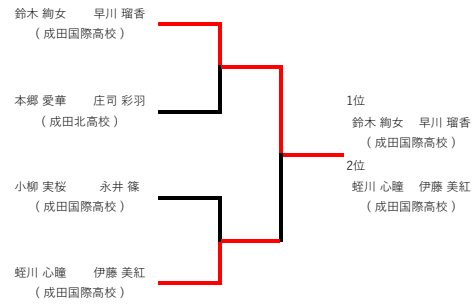 鈴木 絢女 早川 瑠香
( 成田国際高校 )
本郷 愛華 庄司 彩羽
( 成田北高校 )
小柳 実桜 永井 篠
( 成田国際高校 )
蛭川 心瞳 伊藤 美紅
( 成田国際高校 )
1位
鈴木 絢女 早川 瑠香
( 成田国際高校 )
2位
蛭川 心瞳 伊藤 美紅
( 成田国際高校 )